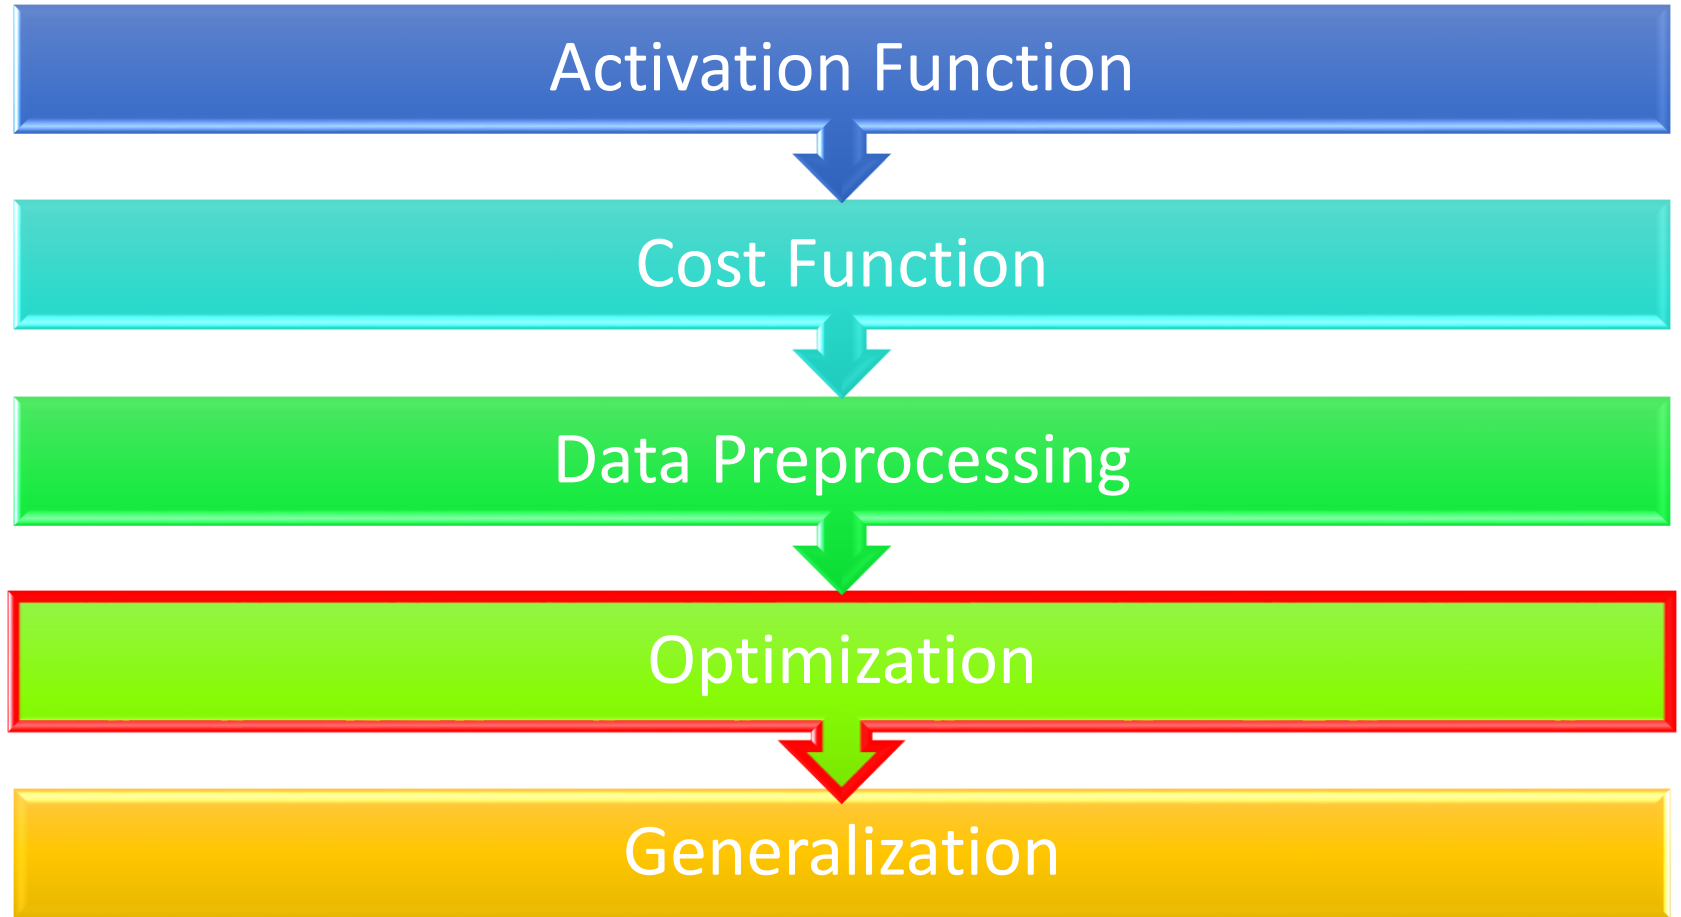 Activation Function
Cost Function
Data Preprocessing
Optimization
Generalization